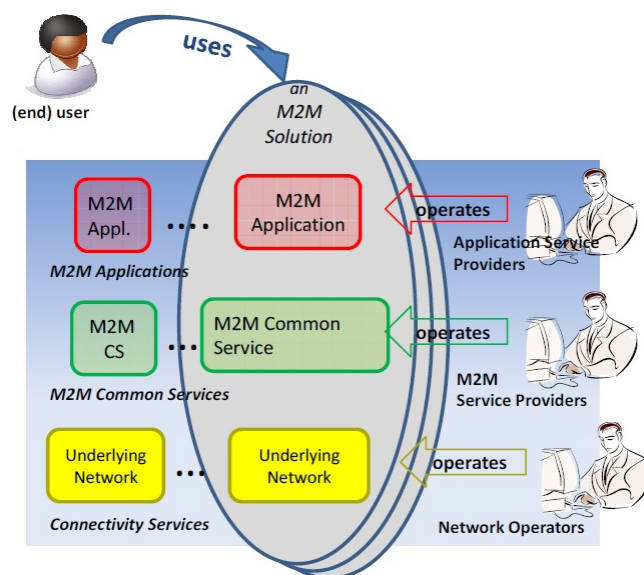 uses
(end) user
an
M2M
Solution
M2M
Appl.
....
M2M
Application
operates
Application Service
Providers
M2M Applications
M2M
CS
...
M2M Common
Service
operates
M2M
Service Providers
M2M Common Services
Underlying
Network
...
Underlying
Network
operates
Network Operators
Connectivity Services